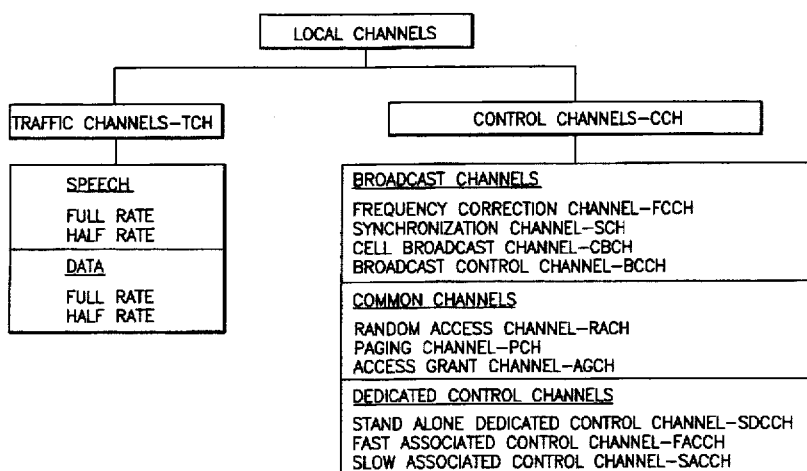 LOCAL CHANNELS
TRAFFIC CHANNELS-TCH
SPEECH
FULL RATE
HALF RATE
DATA
FULL RATE
HALF RATE
CONTROL CHANNELS-CCH
BROADCAST CHANNELS
FREQUENCY CORRECTION CHANNEL-FCCH
SYNCHRONIZATION CHANNEL-SCH
CELL BROADCAST CHANNEL-CBCH
BROADCAST CONTROL CHANNEL-BCCH
COMMON CHANNELS
RANDOM ACCESS CHANNEL-RACH
PAGING CHANNEL-PCH
ACCESS GRANT CHANNEL-AGCH
DEDICATED CONTROL CHANNELS
STAND ALONE DEDICATED CONTROL CHANNEL-SDCCH
FAST ASSOCIATED CONTROL CHANNEL-FACCH
SLOW ASSOCIATED CONTROL CHANNEL-SACCH